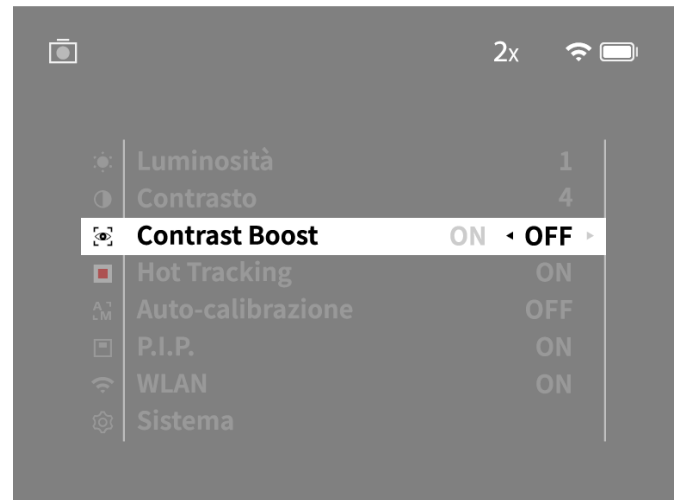 2x
Luminosità 1
Contrasto 4
Contrast Boost ON OFF
Hot Tracking ON
A M Auto-calibrazione OFF
P.I.P. ON
WLAN ON
Sistema